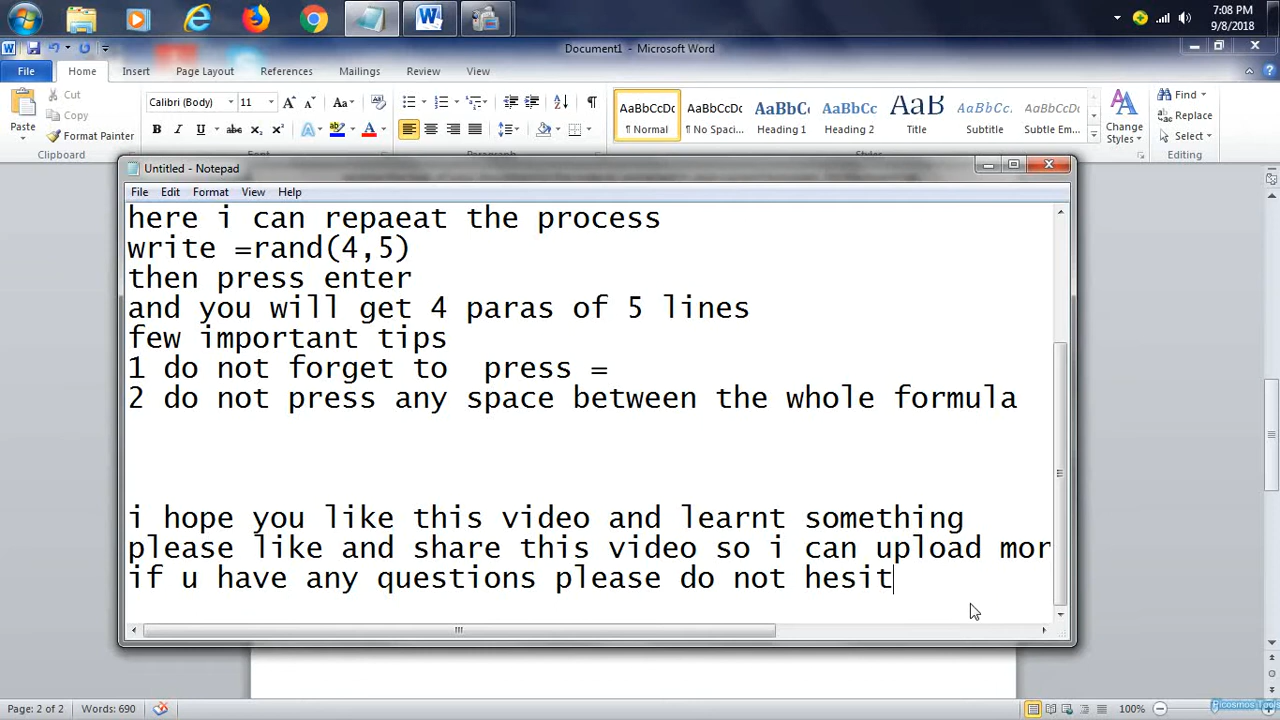 7:08 PM
9/8/2018
Document1 - Microsoft Word
File Home Insert Page Layout References Mailings Review View
Cut
Copy
Format Painter
Paste
Clipboard
Calibri (Body) 11
AaBbCcDc AaBbCcDc AaBbCc AaBbCc AaB AaBbCc. AaBbCcDc
¶ Normal ¶ No Spaci... Heading 1 Heading 2 Title Subtitle Subtle Em...
Change
Styles
Find
Replace
Select
Editing
Untitled - Notepad
File Edit Format View Help
here i can repaeat the process
write =rand(4,5)
then press enter
and you will get 4 paras of 5 lines
few important tips
1 do not forget to  press =
2 do not press any space between the whole formula
i hope you like this video and learnt something
please like and share this video so i can upload mor
if u have any questions please do not hesit
Page: 2 of 2 Words: 690
100%